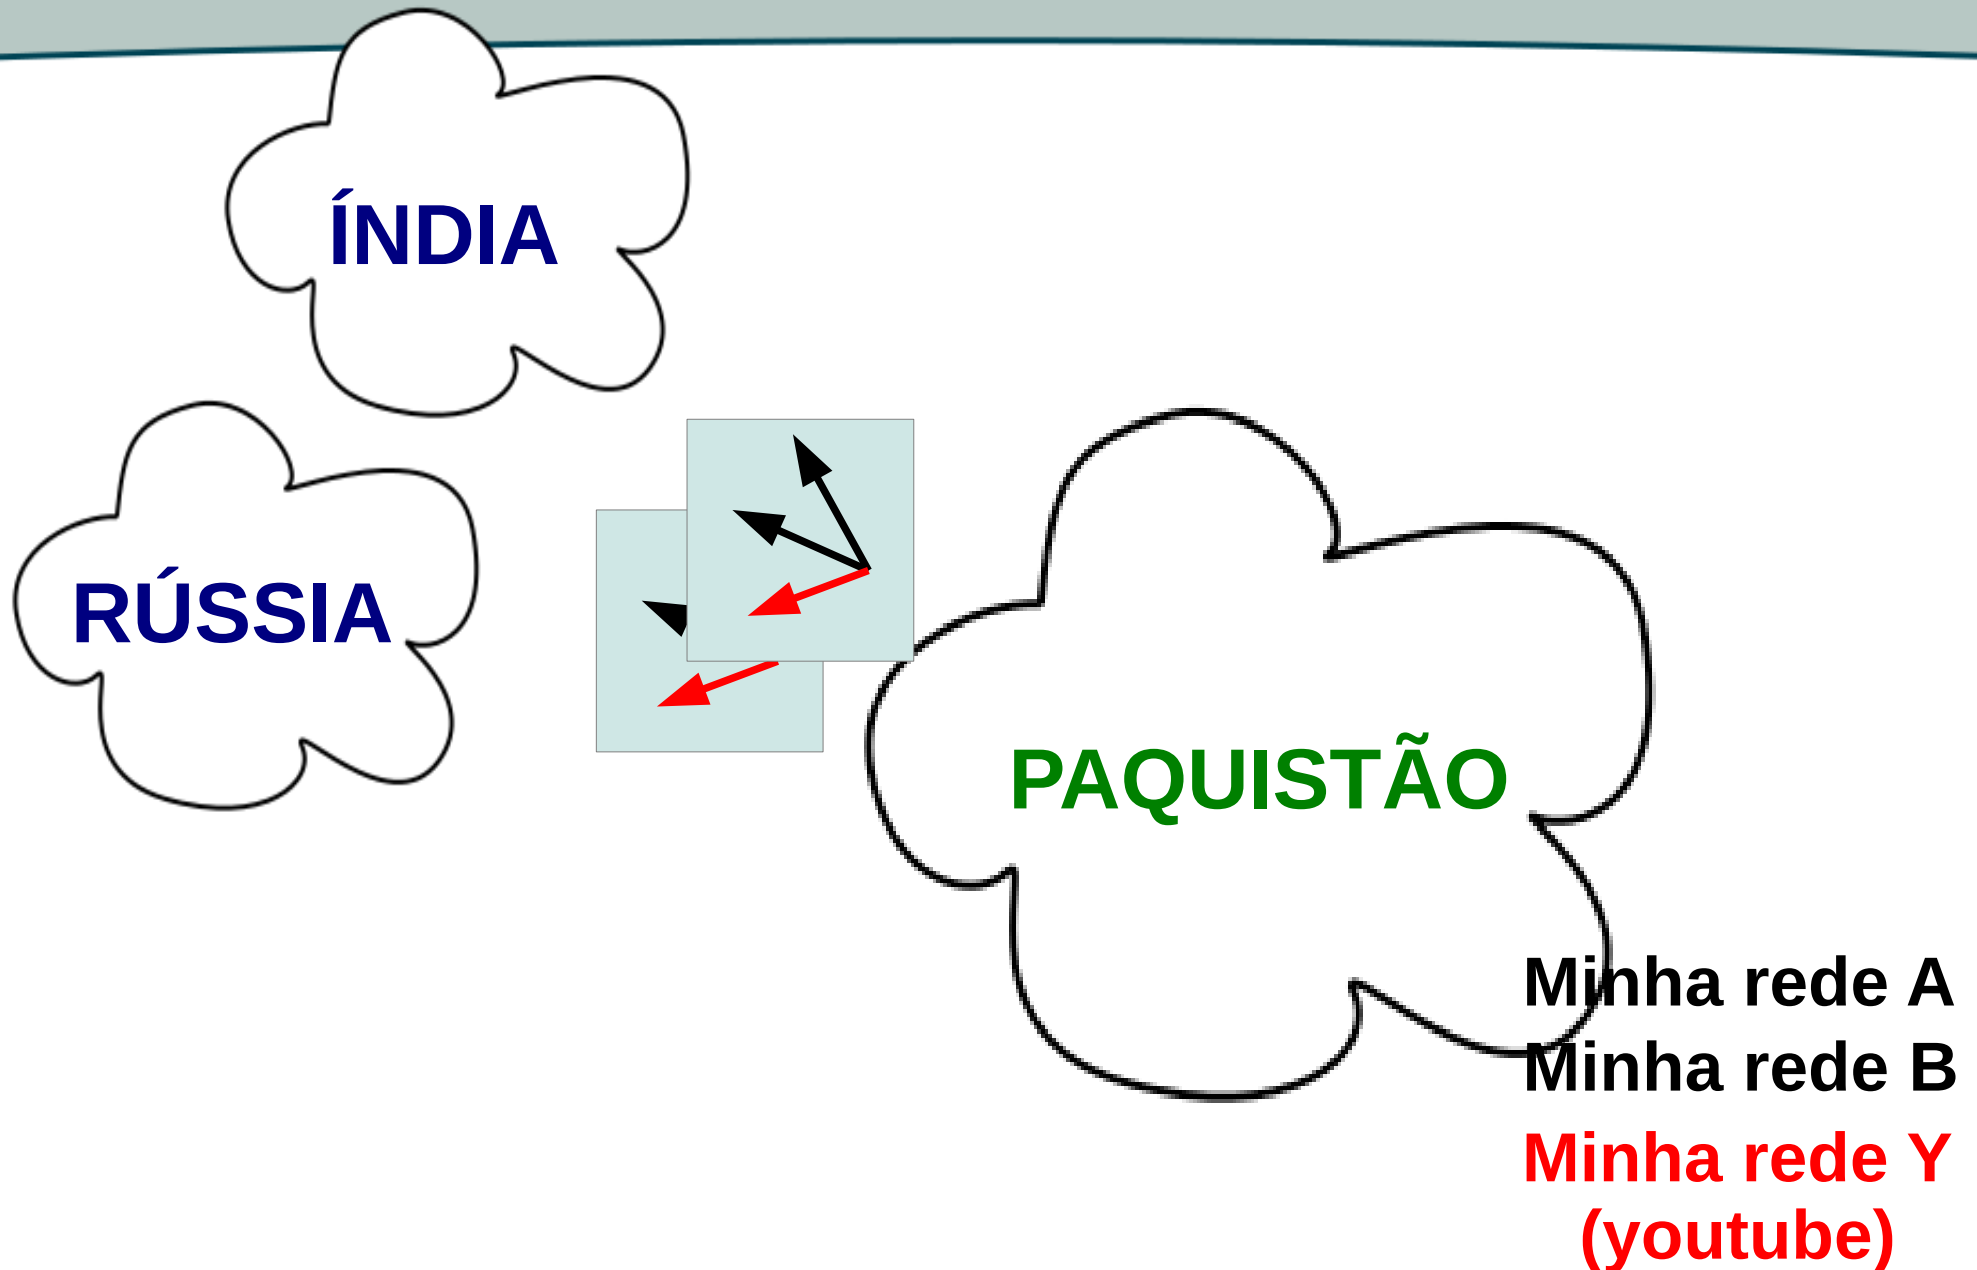 ÍNDIA
RÚSSIA
PAQUISTÃO
Minha rede A
Minha rede B
Minha rede Y
(youtube)